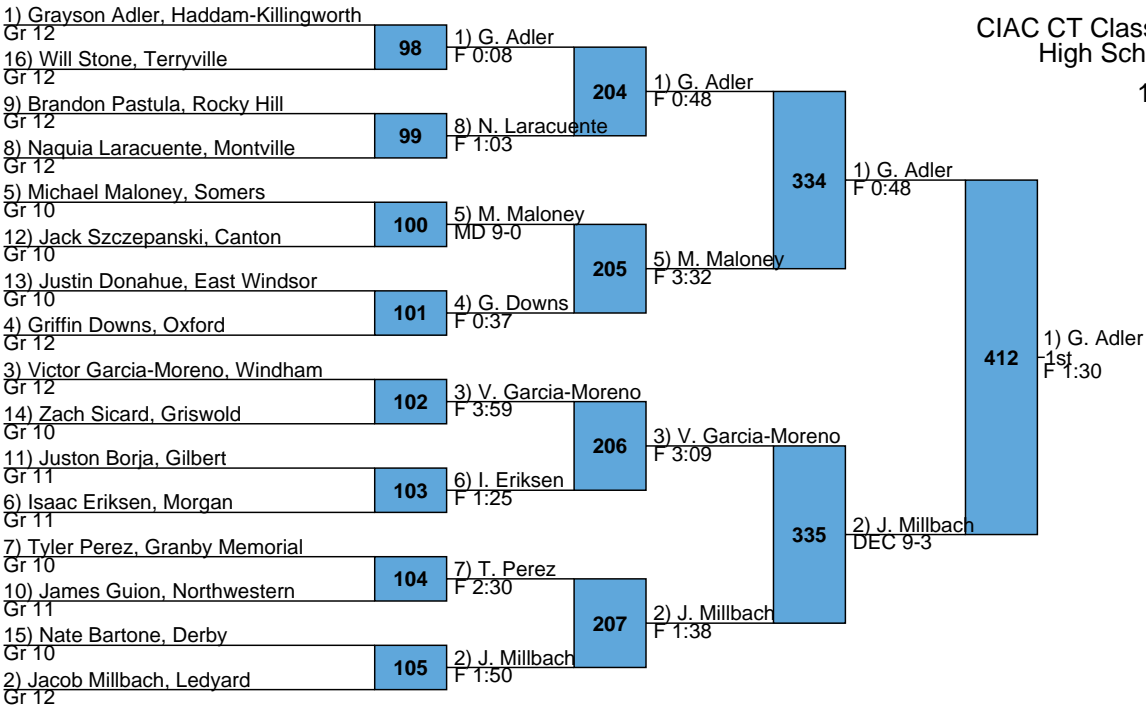 1) Grayson Adler, Haddam-Killingworth
Gr 12
98
16) Will Stone, Terryville
Gr 12
9) Brandon Pastula, Rocky Hill
Gr 12
99
8) Naquia Laracuente, Montville
Gr 12
5) Michael Maloney, Somers
Gr 10
100
12) Jack Szczepanski, Canton
Gr 10
13) Justin Donahue, East Windsor
Gr 10
101
4) Griffin Downs, Oxford
Gr 12
3) Victor Garcia-Moreno, Windham
Gr 12
102
14) Zach Sicard, Griswold
Gr 10
11) Juston Borja, Gilbert
Gr 11
103
6) Isaac Eriksen, Morgan
Gr 11
7) Tyler Perez, Granby Memorial
Gr 10
104
10) James Guion, Northwestern
Gr 11
15) Nate Bartone, Derby
Gr 10
105
2) Jacob Millbach, Ledyard
Gr 12
1) G. Adler
F 0:08
204
8) N. Laracuente
F 1:03
5) M. Maloney
MD 9-0
205
4) G. Downs
F 0:37
3) V. Garcia-Moreno
F 3:59
206
6) I. Eriksen
F 1:25
7) T. Perez
F 2:30
207
2) J. Millbach
F 1:50
1) G. Adler
F 0:48
334
5) M. Maloney
F 3:32
3) V. Garcia-Moreno
F 3:09
335
2) J. Millbach
F 1:38
1) G. Adler
F 0:48
412
2) J. Millbach
DEC 9-3
1) G. Adler
1st
F 1:30
CIAC CT Class
High Sch
1